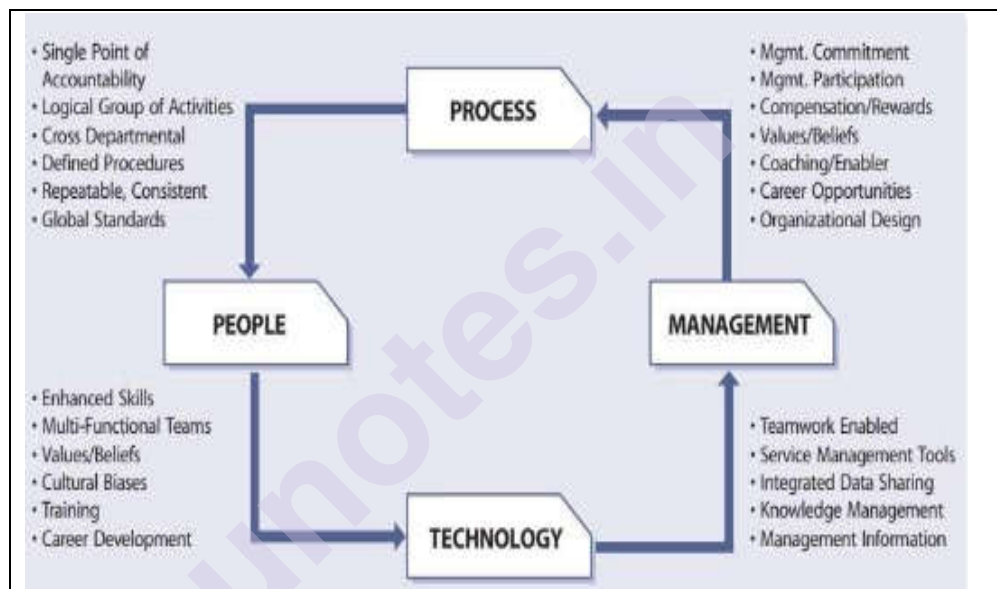 • Single Point of
Accountability
• Logical Group of Activities
• Cross Departmental
• Defined Procedures
• Repeatable, Consistent
• Global Standards
PROCESS
• Mgmt. Commitment
• Mgmt. Participation
• Compensation/Rewards
• Values/Beliefs
• Coaching/Enabler
• Career Opportunities
• Organizational Design
PEOPLE
MANAGEMENT
• Enhanced Skills
• Multi-Functional Teams
• Values/Beliefs
• Cultural Biases
• Training
• Career Development
TECHNOLOGY
• Teamwork Enabled
• Service Management Tools
• Integrated Data Sharing
• Knowledge Management
• Management Information
unotes.in